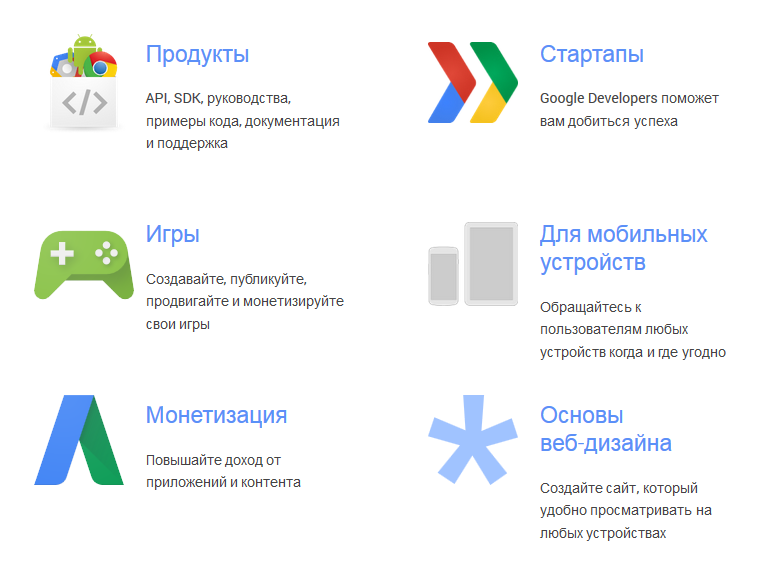 Продукты
API, SDK, руководства,
примеры кода, документация
и поддержка
Стартапы
Google Developers поможет
вам добиться успеха
Игры
Создавайте, публикуйте,
продвигайте и монетизируйте
свои игры
Для мобильных
устройств
Обращайтесь к
пользователям любых
устройств когда и где угодно
Монетизация
Повышайте доход от
приложений и контента
Основы
веб-дизайна
Создайте сайт, который
удобно просматривать на
любых устройствах